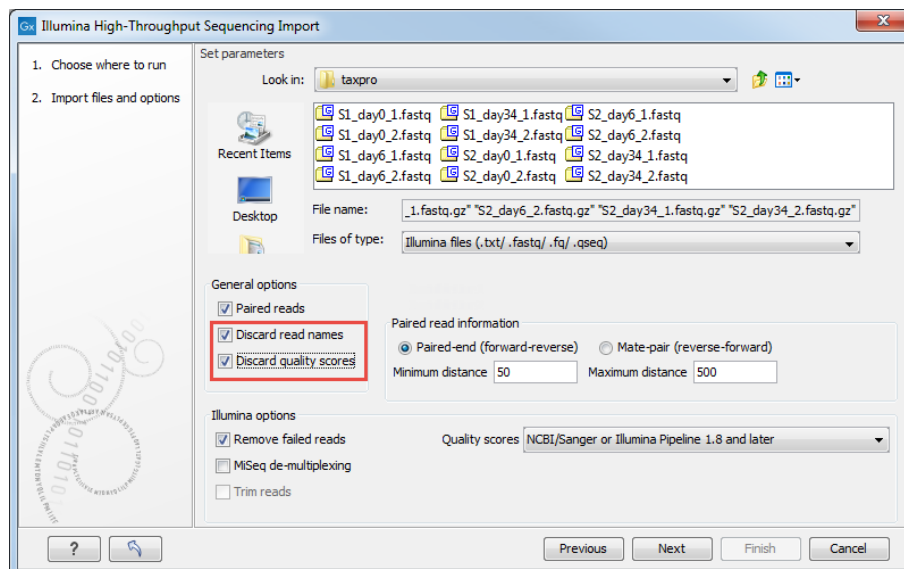 Gx Illumina High-Throughput Sequencing Import
1. Choose where to run
2. Import files and options
Set parameters
Look in: taxpro
Recent Items
Desktop
S1_day0_1.fastq S1_day34_1.fastq S2_day6_1.fastq
S1_day0_2.fastq S1_day34_2.fastq S2_day6_2.fastq
S1_day6_1.fastq S2_day0_1.fastq S2_day34_1.fastq
S1_day6_2.fastq S2_day0_2.fastq S2_day34_2.fastq
File name: _1.fastq.gz" "S2_day6_2.fastq.gz" "S2_day34_1.fastq.gz" "S2_day34_2.fastq.gz"
Files of type: Illumina files (.txt/ .fastq/ .fq/ .qseq)
General options
Paired reads
Discard read names
Discard quality scores
Paired read information
Paired-end (forward-reverse) Mate-pair (reverse-forward)
Minimum distance 50 Maximum distance 500
Illumina options
Remove failed reads Quality scores NCBI/Sanger or Illumina Pipeline 1.8 and later
MiSeq de-multiplexing
Trim reads
? Previous Next Finish Cancel